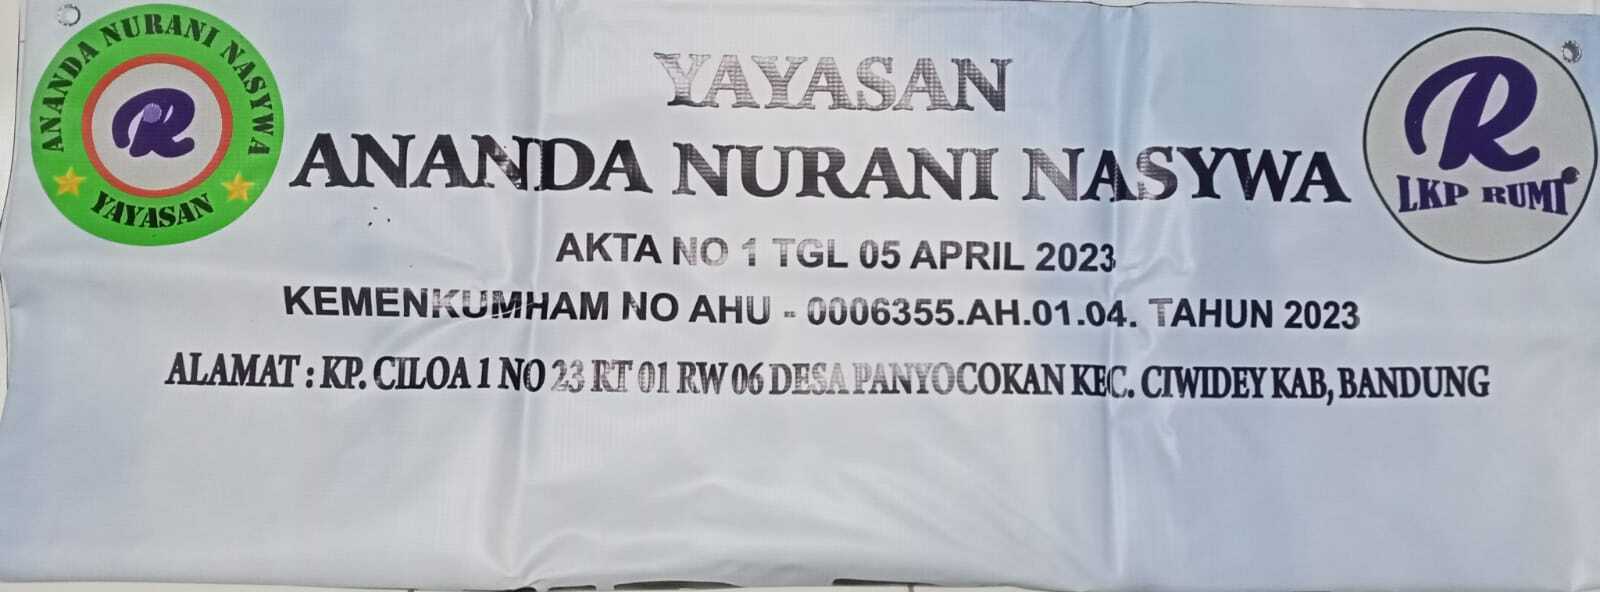 ANANDA NURANI NASYWA
YAYASAN
YAYASAN
ANANDA NURANI NASYWA
AKTA NO 1 TGL 05 APRIL 2023
KEMENKUMHAM NO AHU - 0006355.AH.01.04. TAHUN 2023
ALAMAT : KP. CILOA 1 NO 23 RT 01 RW 06 DESA PANYOCOKAN KEC. CIWIDEY KAB, BANDUNG
R
LKP RUMI